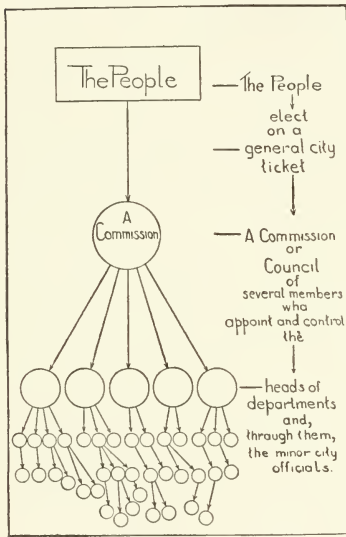 The People
A
Commission
The People
elect
on a
general city
ticket
A Commission
or
Council
of
several members
who
appoint and control
the
heads of
departments
and,
through them,
the minor city
officials.